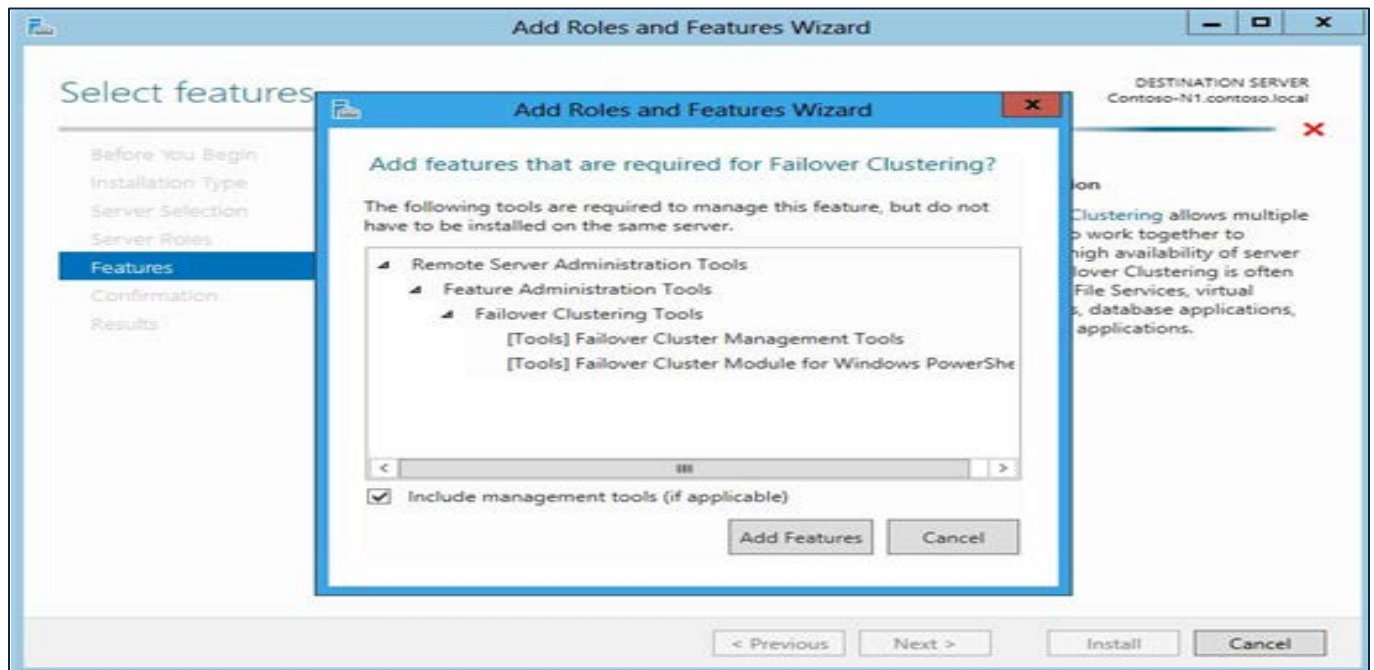 Add Roles and Features Wizard
Select features
DESTINATION SERVER
Contoso-N1.contoso.local
Before You Begin
Installation Type
Server Selection
Server Roles
Features
Confirmation
Results
Add Roles and Features Wizard
Add features that are required for Failover Clustering?
The following tools are required to manage this feature, but do not
have to be installed on the same server.
Remote Server Administration Tools
Feature Administration Tools
Failover Clustering Tools
[Tools] Failover Cluster Management Tools
[Tools] Failover Cluster Module for Windows PowerShe
Include management tools (if applicable)
Add Features
Cancel
ion
Clustering allows multiple
o work together to
high availability of server
lover Clustering is often
File Services, virtual
s, database applications,
applications.
< Previous
Next >
Install
Cancel